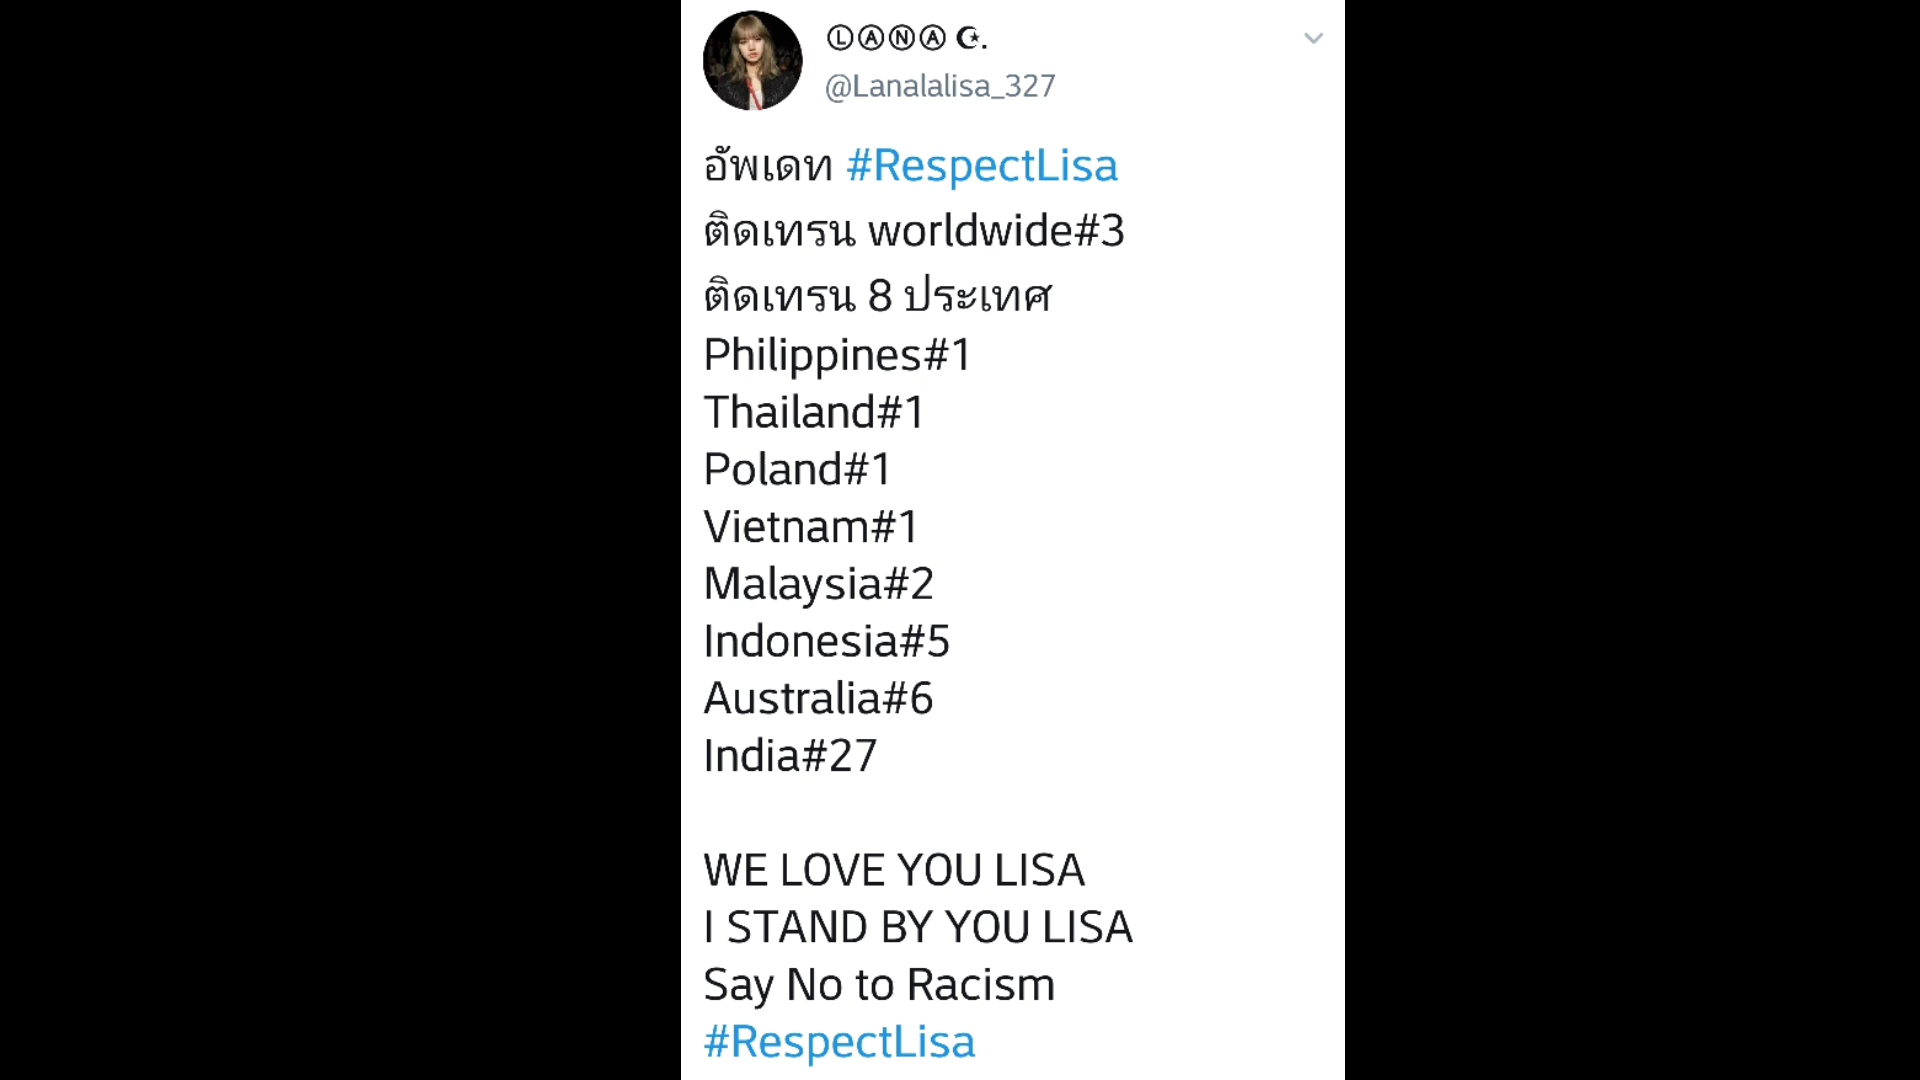 ⓁⒶⓃⒶ ☪.
@Lanalalisa_327
อัพเดท #RespectLisa
ติดเทรน worldwide#3
ติดเทรน 8 ประเทศ
Philippines#1
Thailand#1
Poland#1
Vietnam#1
Malaysia#2
Indonesia#5
Australia#6
India#27
WE LOVE YOU LISA
I STAND BY YOU LISA
Say No to Racism
#RespectLisa